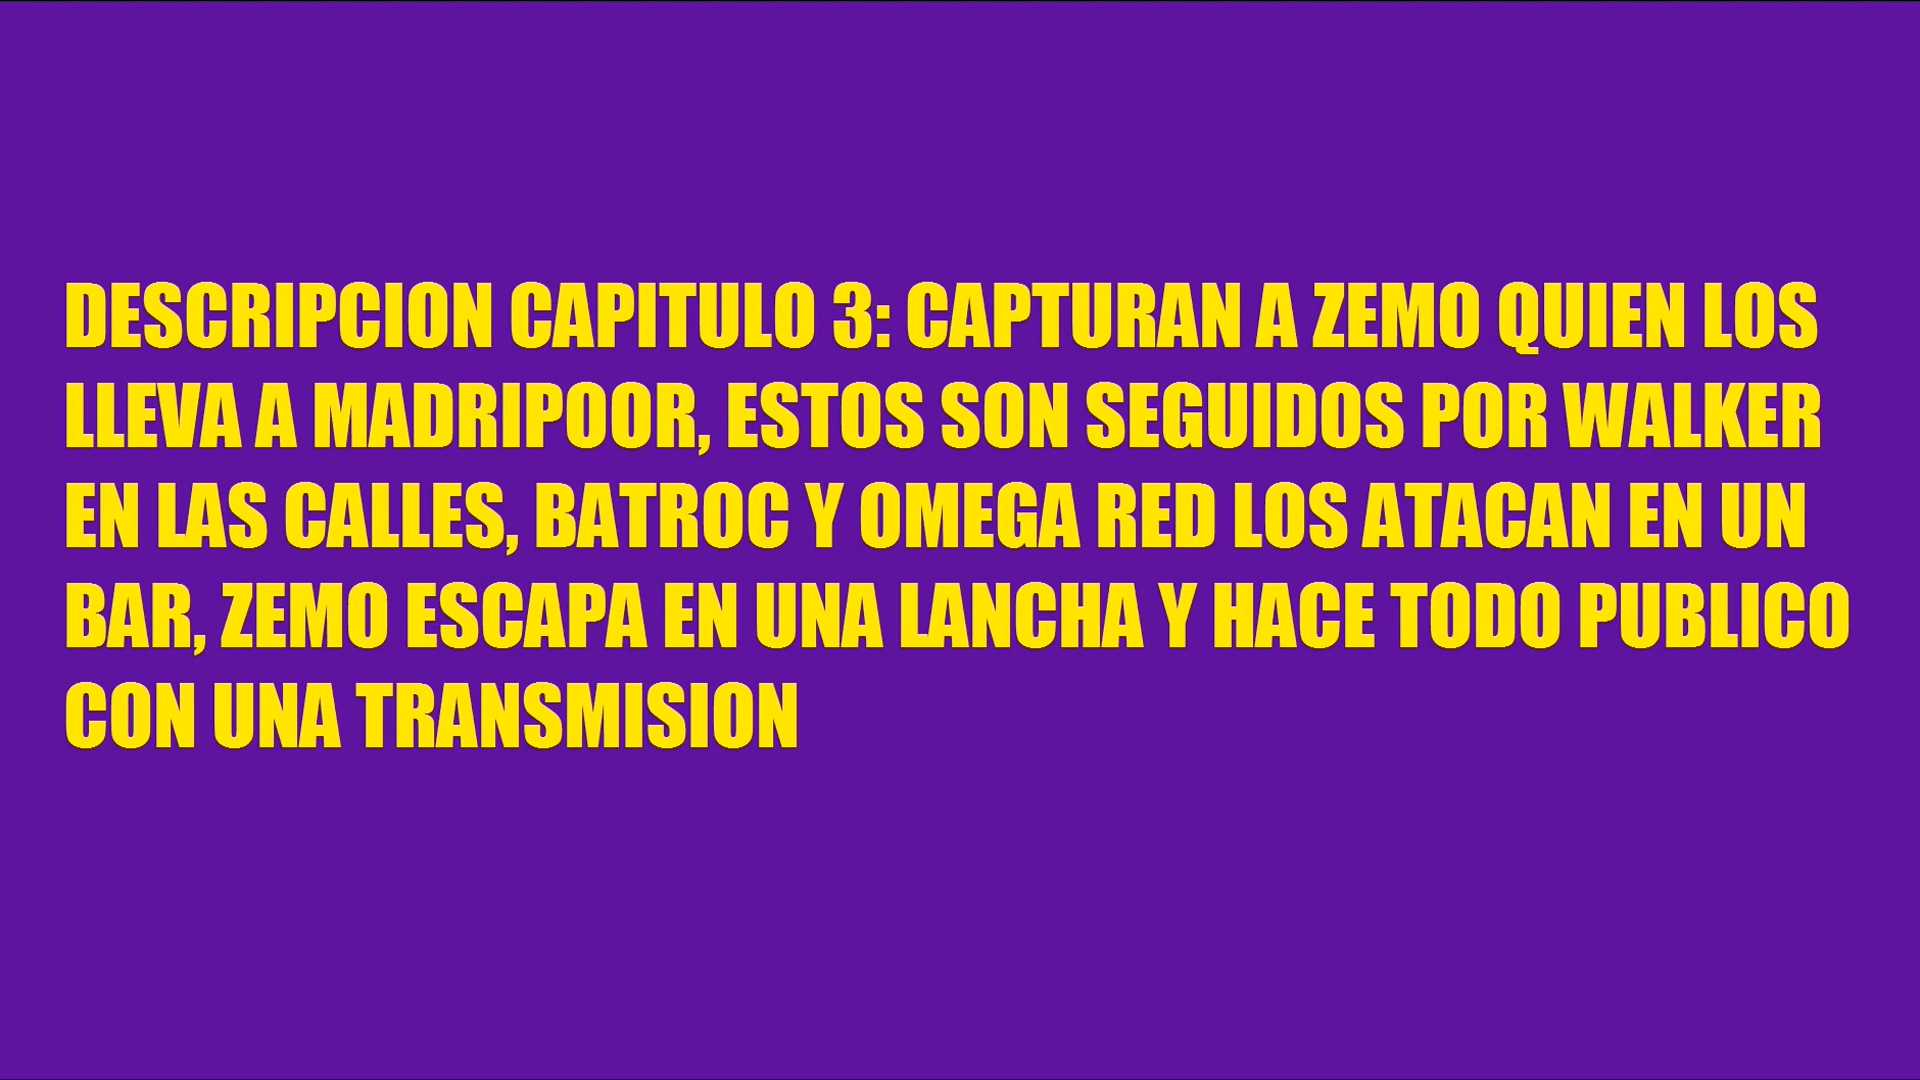 DESCRIPCION CAPITULO 3: CAPTURAN A ZEMO QUIEN LOS
LLEVA A MADRIPOOR, ESTOS SON SEGUIDOS POR WALKER
EN LAS CALLES, BATROC Y OMEGA RED LOS ATACAN EN UN
BAR, ZEMO ESCAPA EN UNA LANCHA Y HACE TODO PUBLICO
CON UNA TRANSMISION